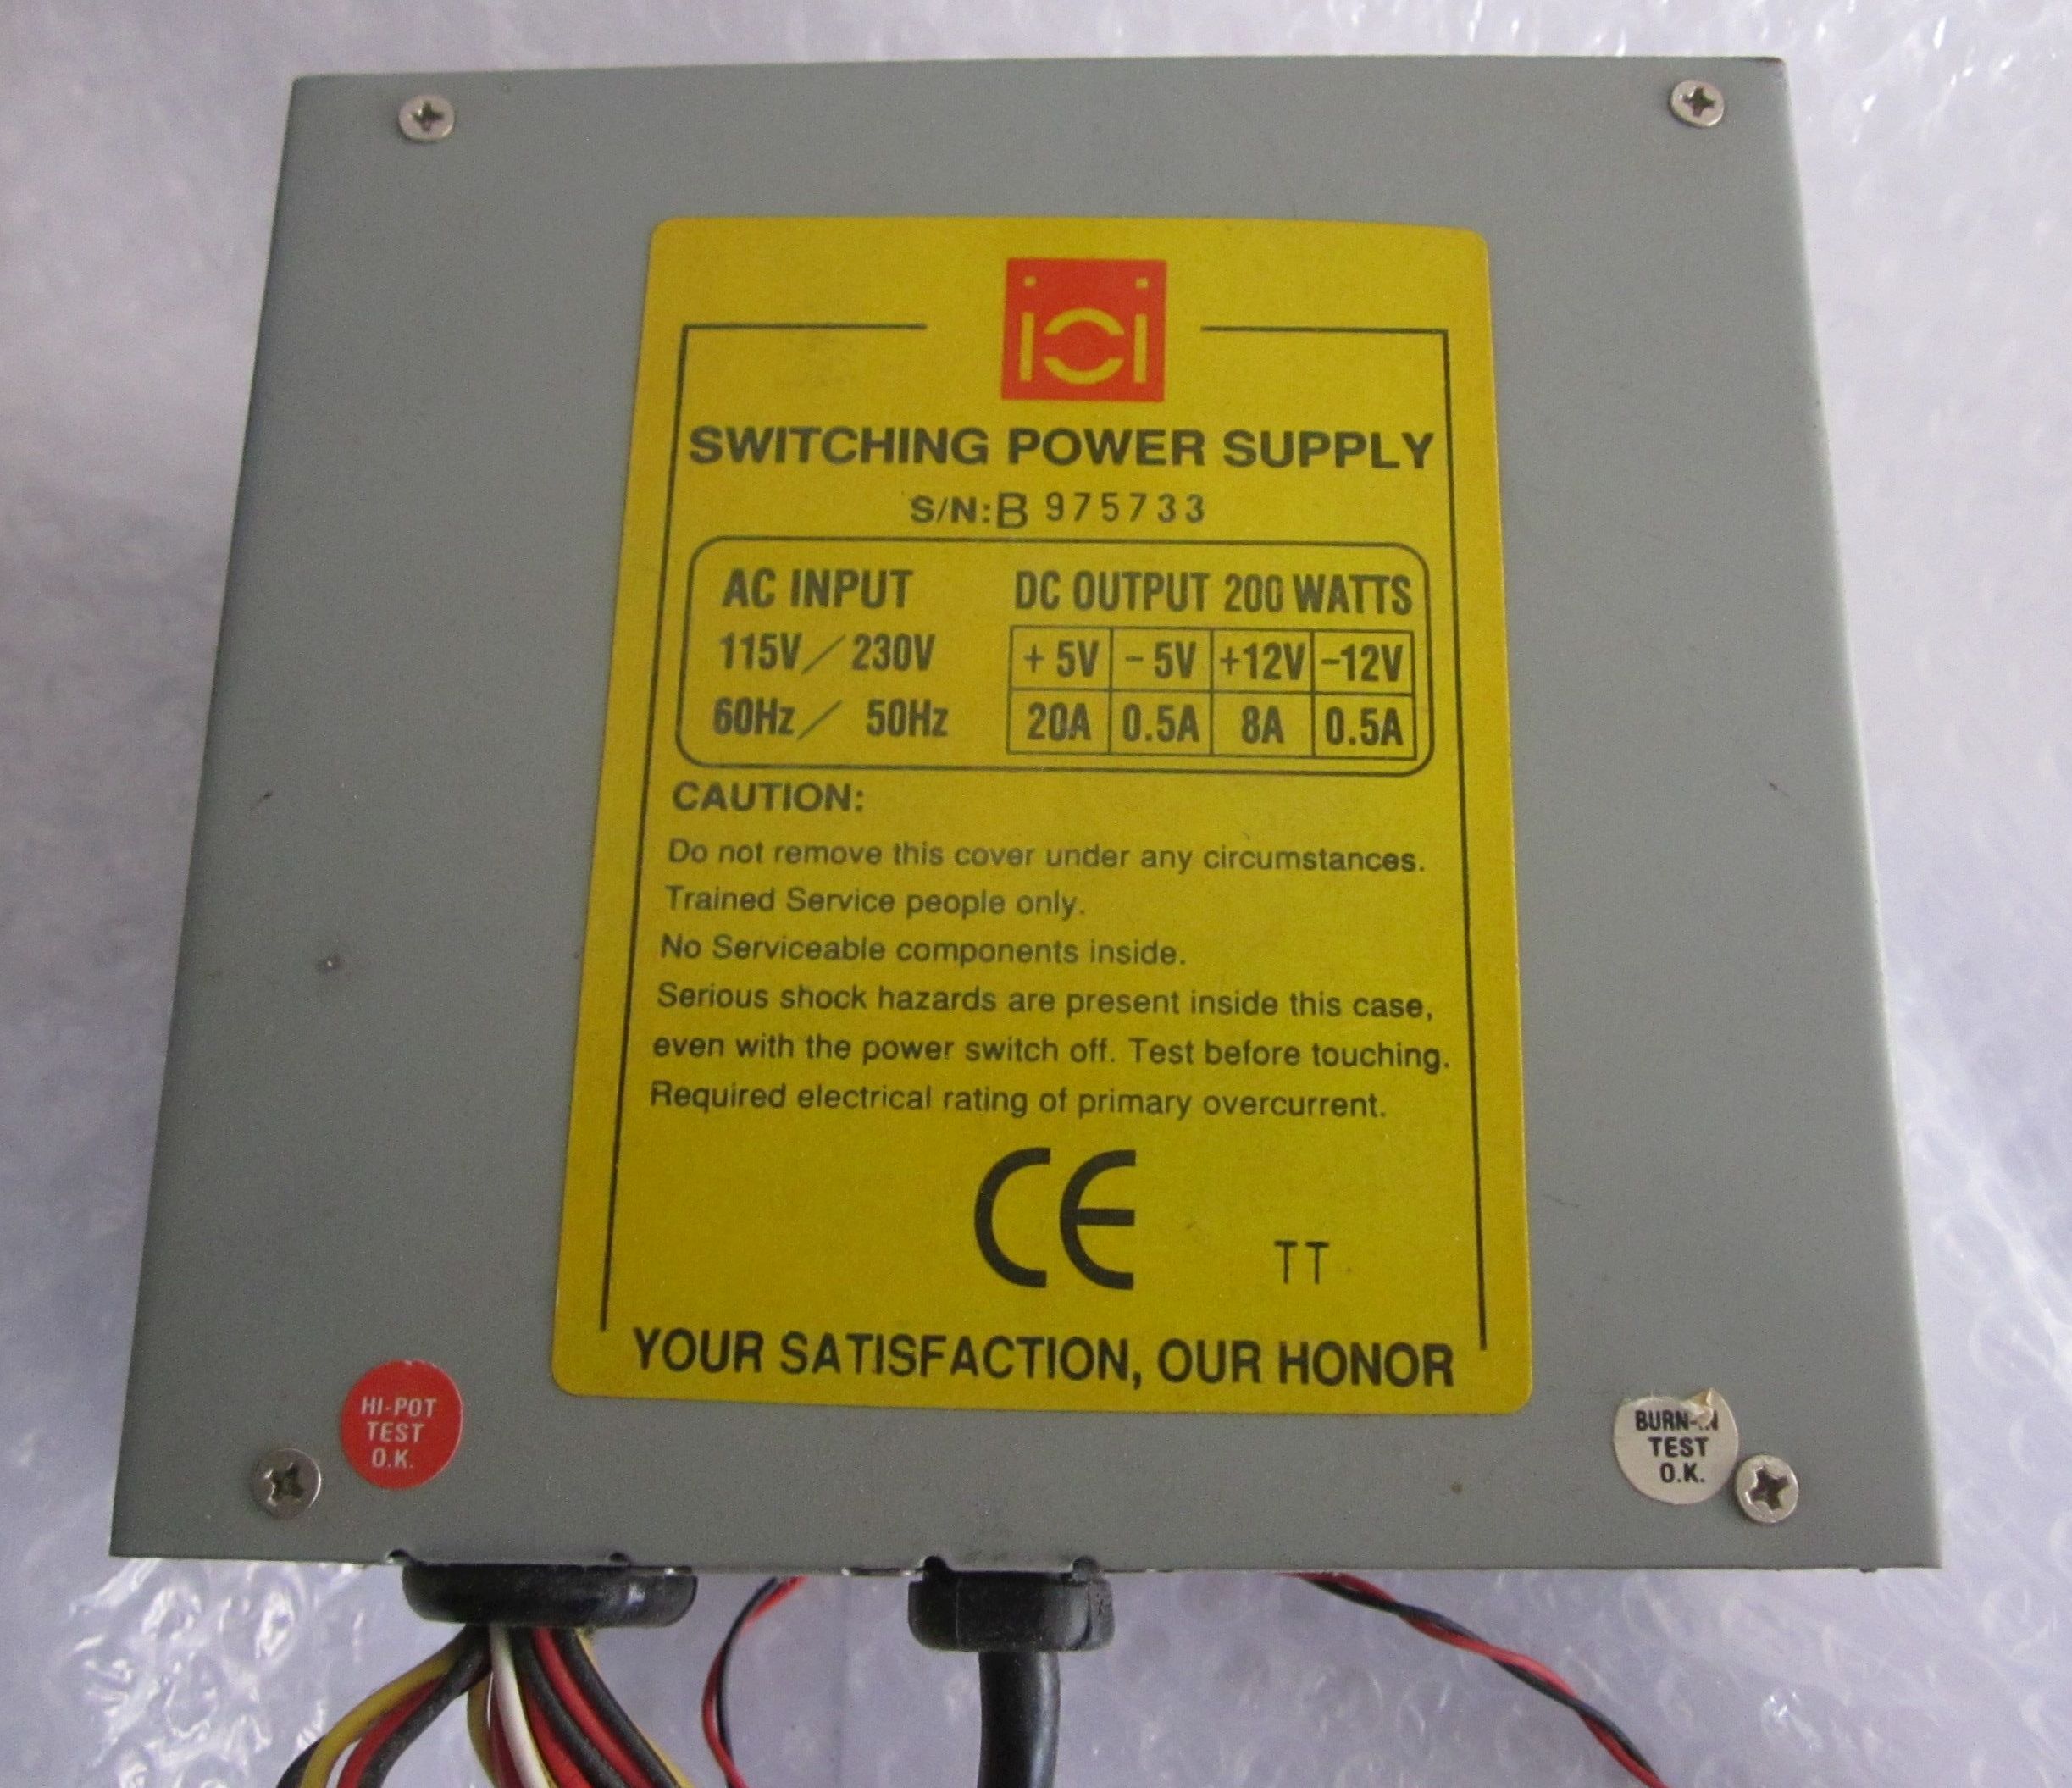 SWITCHING POWER SUPPLY
S/N:B 975733
AC INPUT
115V/230V
60Hz/ 50Hz
DC OUTPUT 200 WATTS
+5V -5V +12V -12V
20A 0.5A 8A 0.5A
CAUTION:
Do not remove this cover under any circumstances.
Trained Service people only.
No Serviceable components inside.
Serious shock hazards are present inside this case,
even with the power switch off. Test before touching.
Required electrical rating of primary overcurrent.
CE
TT
YOUR SATISFACTION, OUR HONOR
HI-POT
TEST
O.K.
BURN-IN
TEST
O.K.